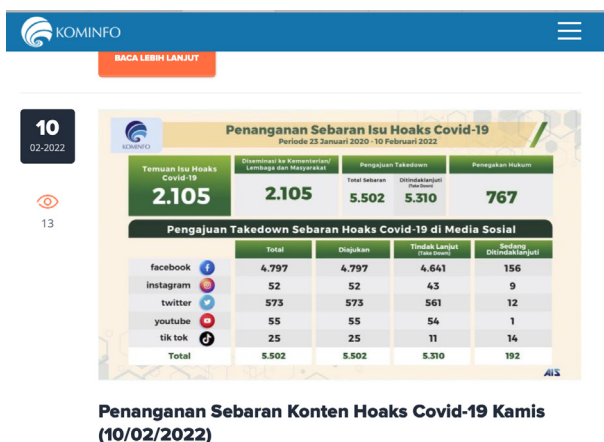 KOMINFO
BACA LEBIH LANJUT
10
02-2022
13
KOMINFO
Penanganan Sebaran Isu Hoaks Covid-19
Periode 23 Januari 2020 - 10 Februari 2022
Temuan Isu Hoaks
Covid-19
2.105
Diseminasi ke Kementerian/
Lembaga dan Masyarakat
2.105
Pengajuan Takedown
Total Sebaran
5.502
Ditindaklanjuti
(Take Down)
5.310
Penegakan Hukum
767
Pengajuan Takedown Sebaran Hoaks Covid-19 di Media Sosial
Total Diajukan Tindak Lanjut (Take Down) Sedang Ditindaklanjuti
facebook 4.797 4.797 4.641 156
instagram 52 52 43 9
twitter 573 573 561 12
youtube 55 55 54 1
tik tok 25 25 11 14
Total 5.502 5.502 5.310 192
AIS
Penanganan Sebaran Konten Hoaks Covid-19 Kamis
(10/02/2022)